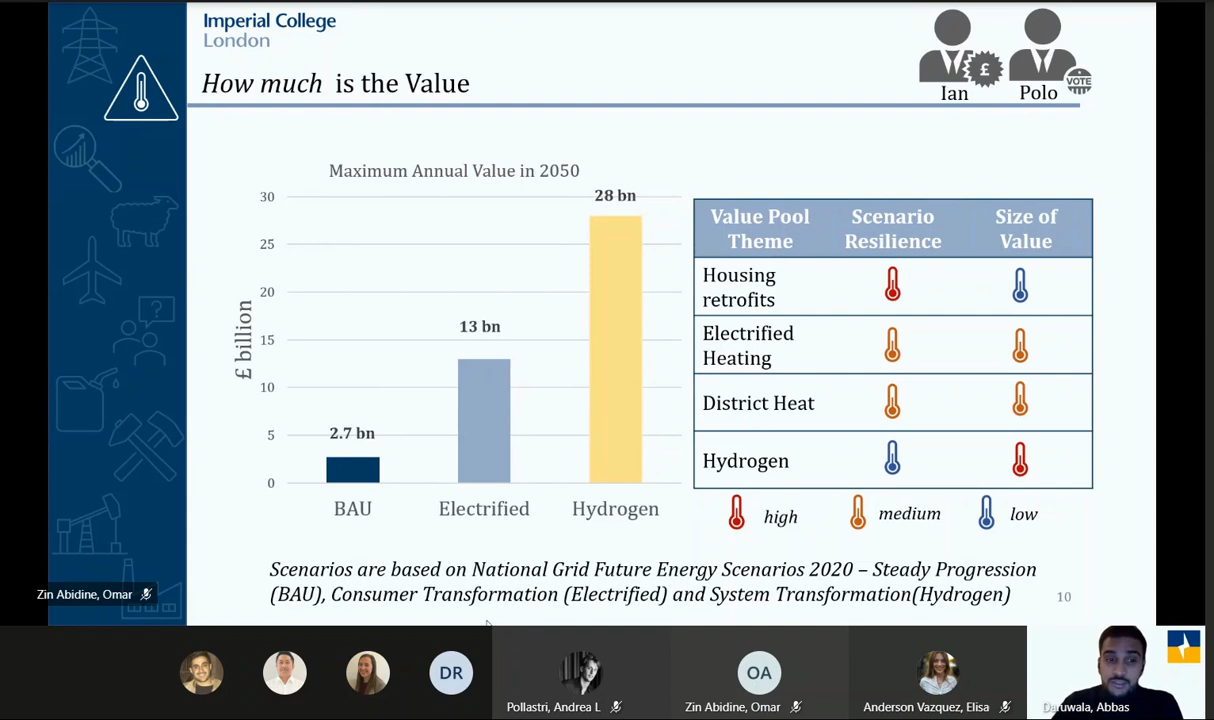 Imperial College
London
How much is the Value
£
VOTE
Ian
Polo
Maximum Annual Value in 2050
£ billion
30
25
20
15
10
5
0
2.7 bn
13 bn
28 bn
BAU
Electrified
Hydrogen
Value Pool Theme
Scenario Resilience
Size of Value
Housing retrofits
Electrified Heating
District Heat
Hydrogen
high
medium
low
Scenarios are based on National Grid Future Energy Scenarios 2020 – Steady Progression
(BAU), Consumer Transformation (Electrified) and System Transformation(Hydrogen)
10
?
Zin Abidine, Omar
DR
Pollastri, Andrea L
OA
Zin Abidine, Omar
Anderson Vazquez, Elisa
Daruwala, Abbas